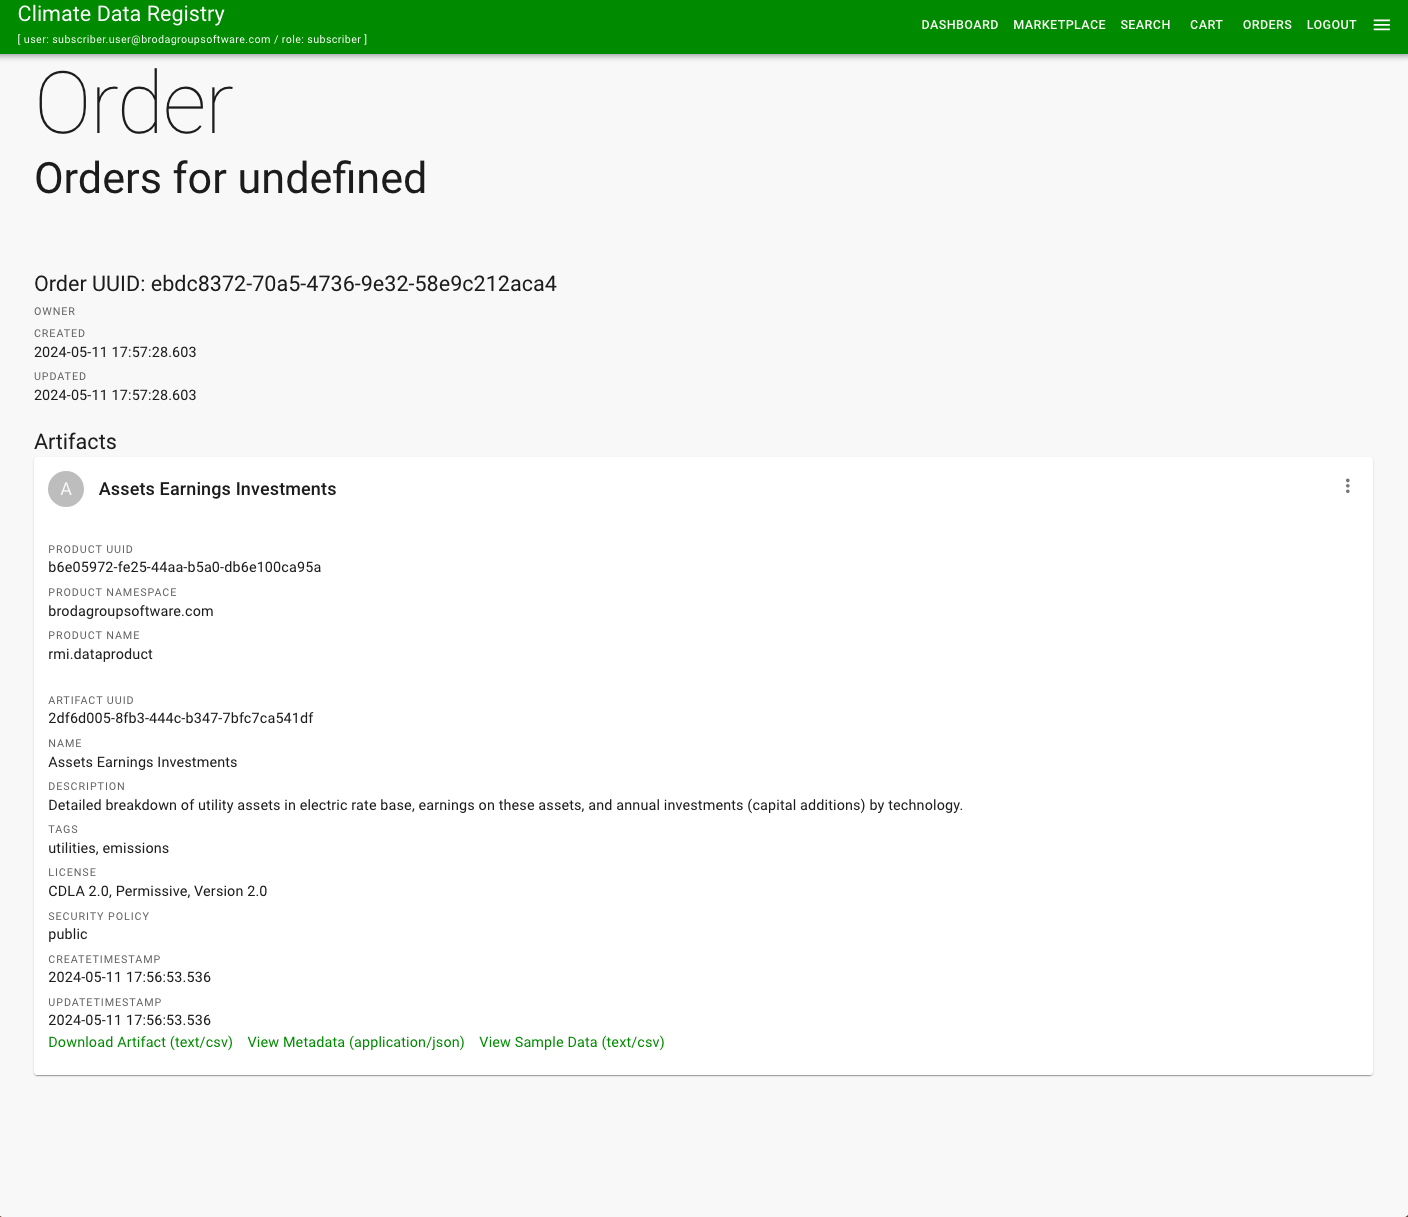 Climate Data Registry
[ user: subscriber.user@brodagroupsoftware.com / role: subscriber ]
DASHBOARD MARKETPLACE SEARCH CART ORDERS LOGOUT
Order
Orders for undefined
Order UUID: ebdc8372-70a5-4736-9e32-58e9c212aca4
OWNER
CREATED
2024-05-11 17:57:28.603
UPDATED
2024-05-11 17:57:28.603
Artifacts
A Assets Earnings Investments
PRODUCT UUID
b6e05972-fe25-44aa-b5a0-db6e100ca95a
PRODUCT NAMESPACE
brodagroupsoftware.com
PRODUCT NAME
rmi.dataproduct
ARTIFACT UUID
2df6d005-8fb3-444c-b347-7bfc7ca541df
NAME
Assets Earnings Investments
DESCRIPTION
Detailed breakdown of utility assets in electric rate base, earnings on these assets, and annual investments (capital additions) by technology.
TAGS
utilities, emissions
LICENSE
CDLA 2.0, Permissive, Version 2.0
SECURITY POLICY
public
CREATETIMESTAMP
2024-05-11 17:56:53.536
UPDATETIMESTAMP
2024-05-11 17:56:53.536
Download Artifact (text/csv) View Metadata (application/json) View Sample Data (text/csv)